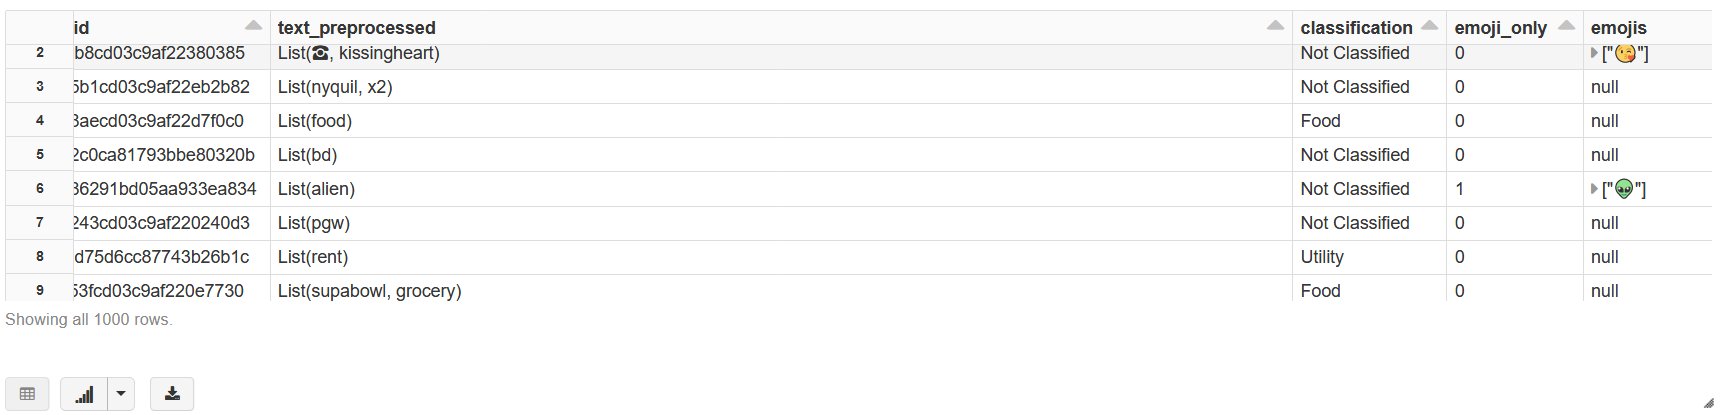 id text_preprocessed classification emoji_only emojis
2 b8cd03c9af22380385 List(☎, kissingheart) Not Classified 0 ["😘"]
3 5b1cd03c9af22eb2b82 List(nyquil, x2) Not Classified 0 null
4 3aecd03c9af22d7f0c0 List(food) Food 0 null
5 2c0ca81793bbe80320b List(bd) Not Classified 0 null
6 36291bd05aa933ea834 List(alien) Not Classified 1 ["👽"]
7 243cd03c9af220240d3 List(pgw) Not Classified 0 null
8 d75d6cc87743b26b1c List(rent) Utility 0 null
9 53fcd03c9af220e7730 List(supabowl, grocery) Food 0 null
Showing all 1000 rows.